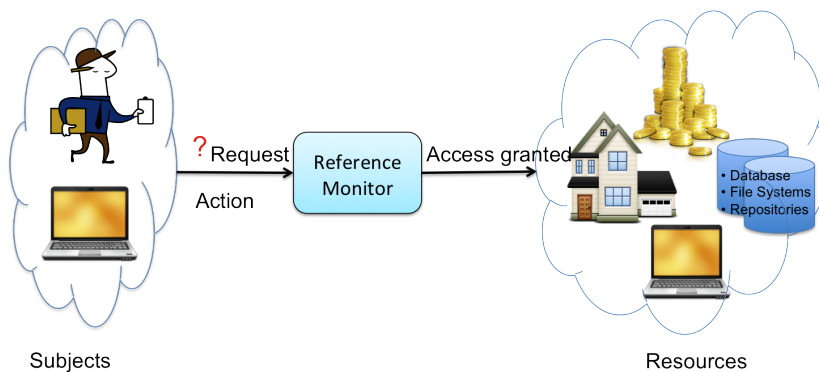 ? Request
Action
Reference
Monitor
Access granted
• Database
• File Systems
• Repositories
Subjects
Resources